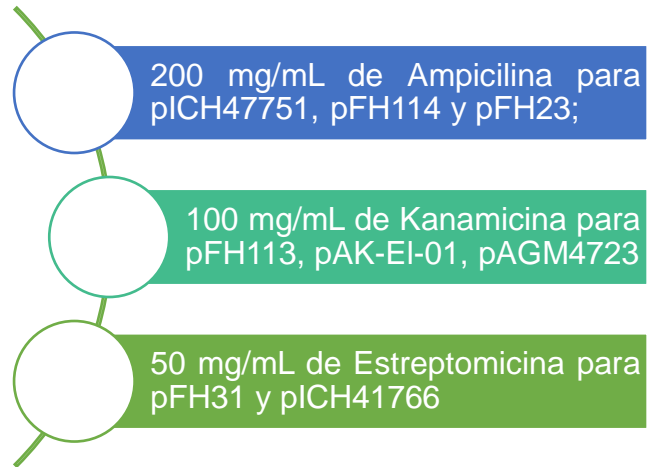 200 mg/mL de Ampicilina para
pICH47751, pFH114 y pFH23;
100 mg/mL de Kanamicina para
pFH113, pAK-El-01, pAGM4723
50 mg/mL de Estreptomicina para
pFH31 y pICH41766